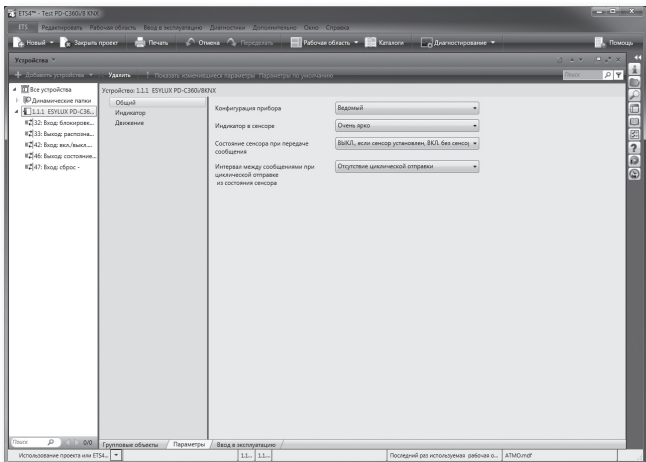 ETS4™ - Test PD-C360i/8 KNX
ETS Редактировать Рабочая область Ввод в эксплуатацию Диагностики Дополнительно Окно Справка
Новый Закрыть проект Печать Отмена Переделать Рабочая область Каталоги Диагностирование Помощь
Устройства
Добавить устройства Удалить Показать изменившиеся параметры Параметры по умолчанию Поиск
Все устройства
Динамические папки
1.1.1 ESYLUX PD-C36...
32: Вход: блокировк...
33: Выход: распозна...
42: Вход: вкл./выкл....
46: Выход: состояние...
47: Вход: сброс -
Устройство: 1.1.1 ESYLUX PD-C360i/8KNX
Общий
Индикатор
Движение
Конфигурация прибора Ведомый
Индикатор в сенсоре Очень ярко
Состояние сенсора при передаче сообщения ВЫКЛ., если сенсор установлен, ВКЛ. без сенсо
Интервал между сообщениями при
циклической отправке
из состояния сенсора
Отсутствие циклической отправки
Поиск 0/0
Групповые объекты Параметры Ввод в эксплуатацию
Использование проекта или ETS4... 1.1... 1.1... Последний раз используемая рабочая о... ATMO.mdf